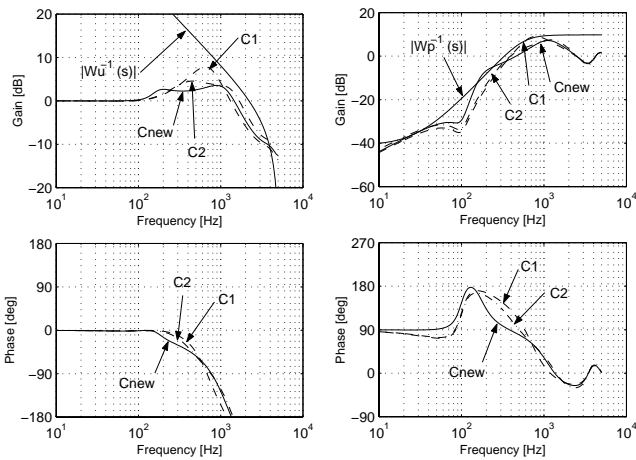 20
10
0
−10
−20
Gain [dB]
|Wu⁻¹ (s)|
C1
Cnew
C2
10¹
10²
10³
10⁴
Frequency [Hz]
20
0
−20
−40
−60
Gain [dB]
|Wp⁻¹ (s)|
C2
C1
Cnew
10¹
10²
10³
10⁴
Frequency [Hz]
180
90
0
−90
−180
Phase [deg]
C2
C1
Cnew
10¹
10²
10³
10⁴
Frequency [Hz]
270
180
90
0
−90
Phase [deg]
C1
C2
Cnew
10¹
10²
10³
10⁴
Frequency [Hz]